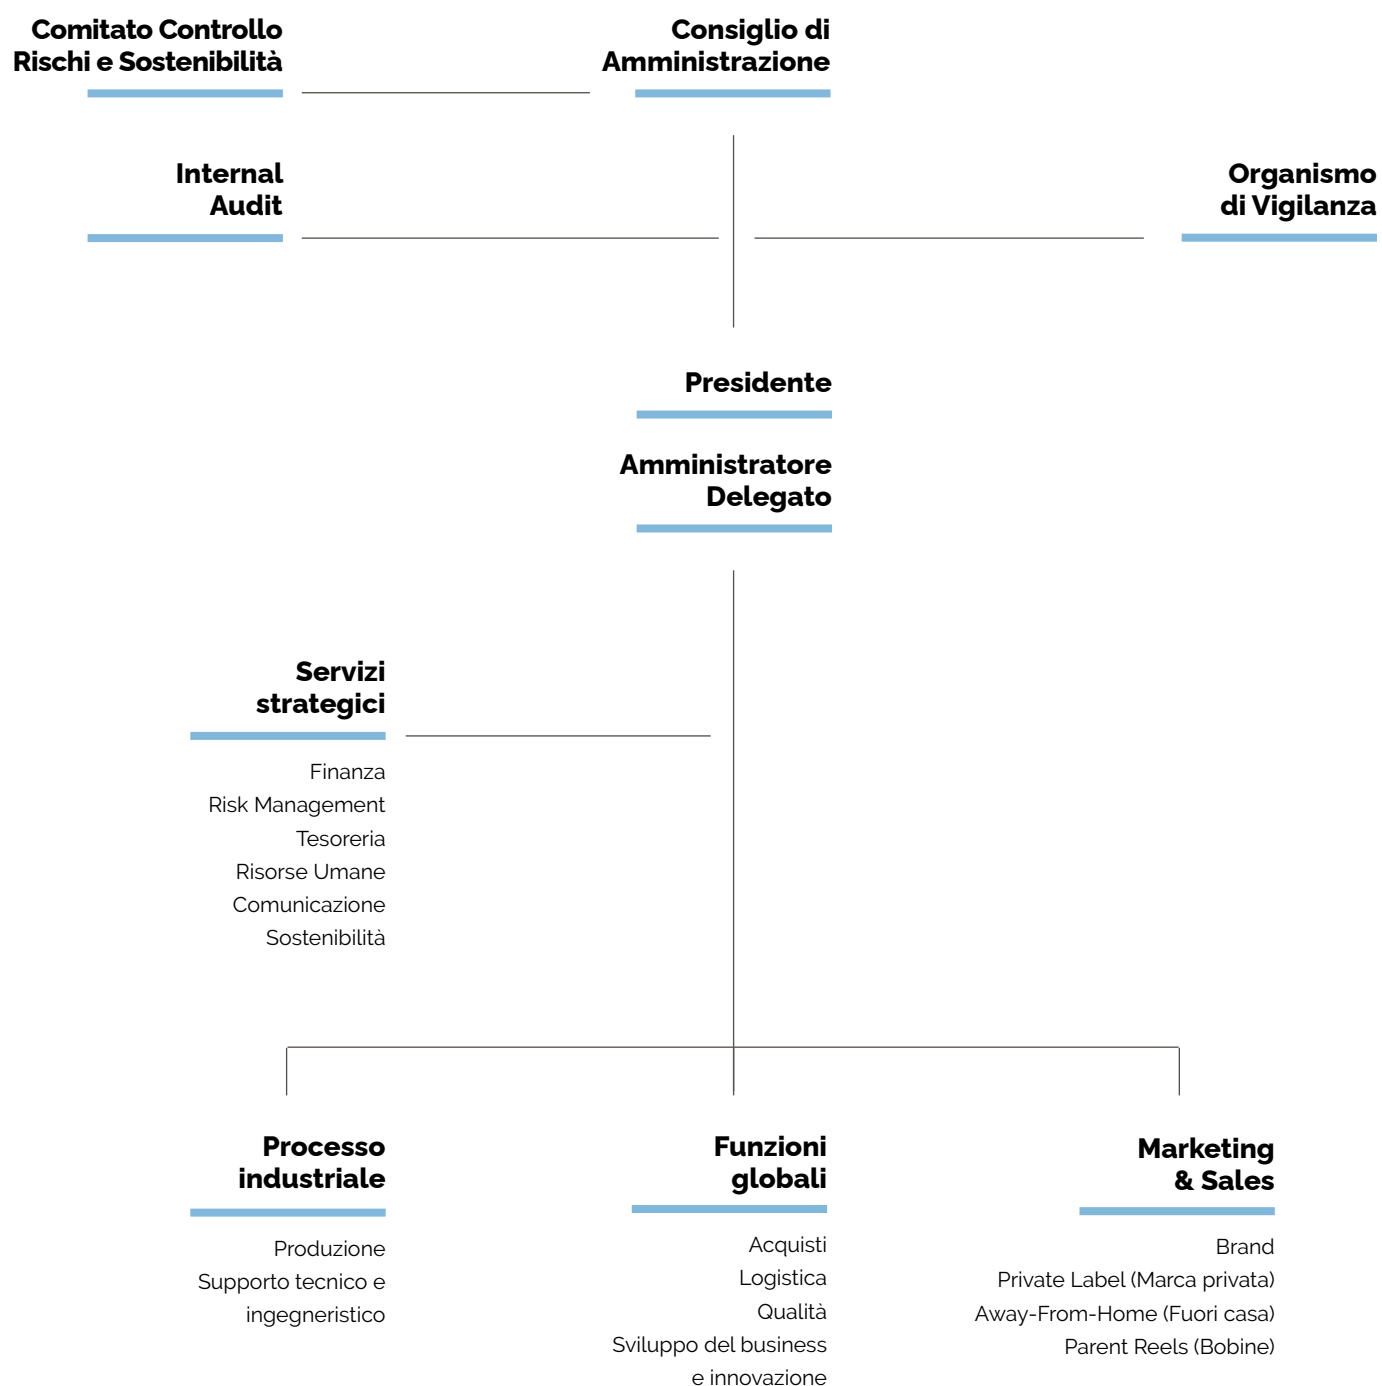 Comitato Controllo
Rischi e Sostenibilità
Consiglio di
Amministrazione
Internal
Audit
Organismo
di Vigilanza
Presidente
Amministratore
Delegato
Servizi
strategici
Finanza
Risk Management
Tesoreria
Risorse Umane
Comunicazione
Sostenibilità
Processo
industriale
Produzione
Supporto tecnico e
ingegneristico
Funzioni
globali
Acquisti
Logistica
Qualità
Sviluppo del business
e innovazione
Marketing
& Sales
Brand
Private Label (Marca privata)
Away-From-Home (Fuori casa)
Parent Reels (Bobine)